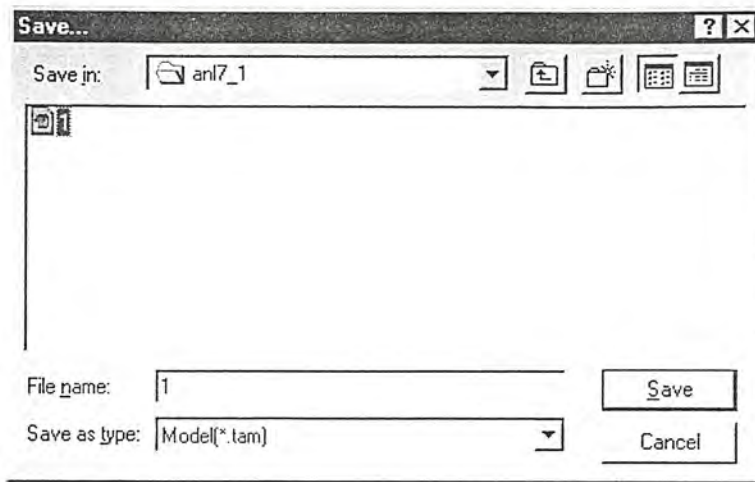 Save...
Save in: anl7_1
1
File name: 1
Save
Save as type: Model(*.tam)
Cancel